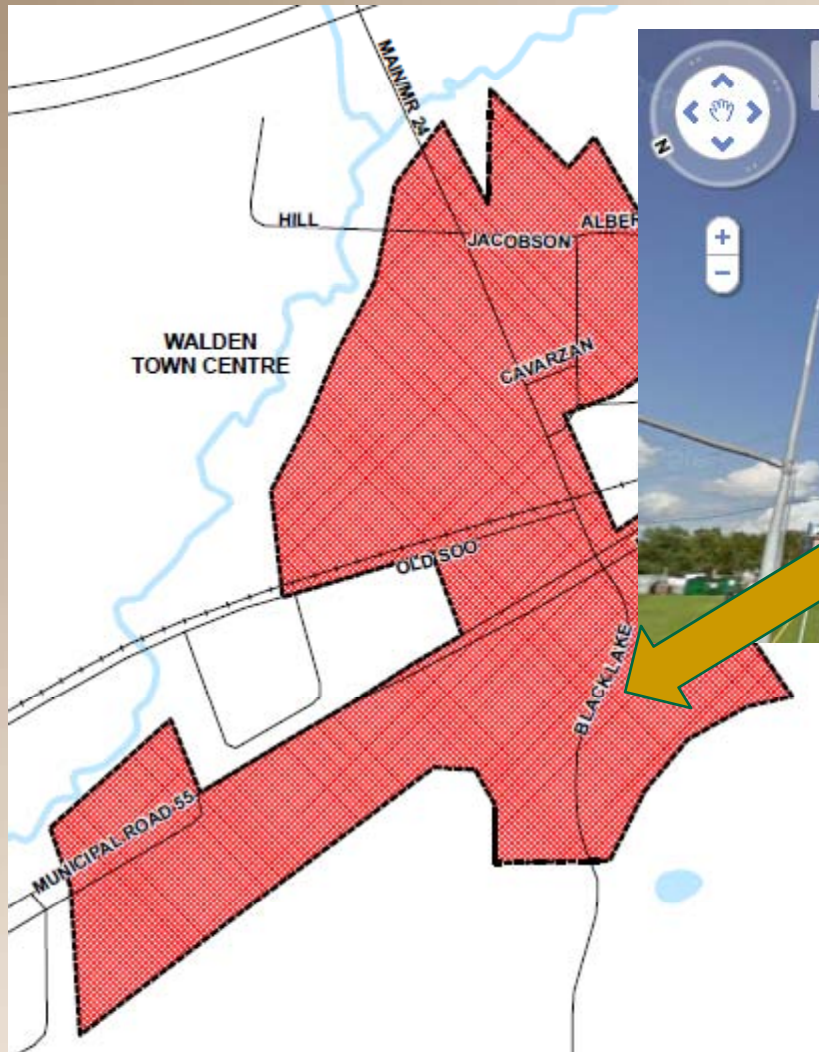 MAIN/MR 24
HILL
JACOBSON
ALBER
WALDEN
TOWN CENTRE
CAVARZAN
OLD SOO
BLACK LAKE
MUNICIPAL ROAD 55
N